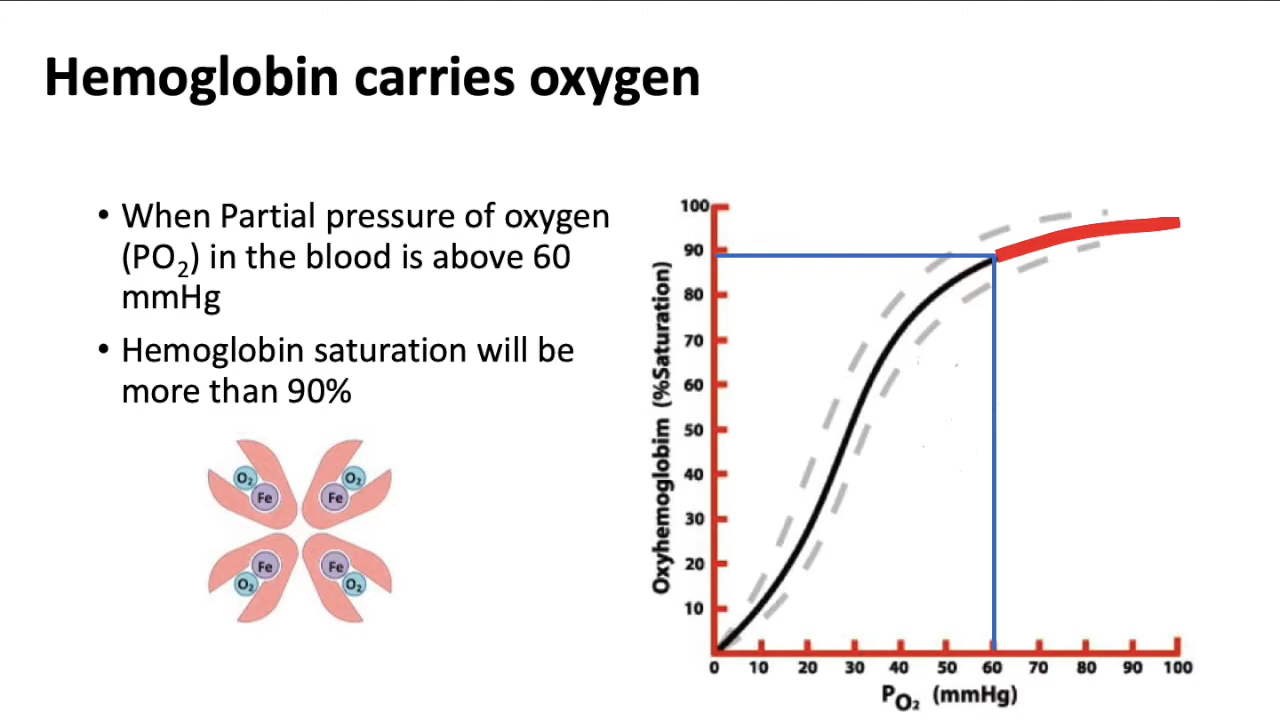 Hemoglobin carries oxygen
• When Partial pressure of oxygen
(PO₂) in the blood is above 60
mmHg
• Hemoglobin saturation will be
more than 90%
O₂ Fe Fe O₂
O₂ Fe Fe O₂
Oxyhemoglobim (%Saturation)
100
90
80
70
60
50
40
30
20
10
0 10 20 30 40 50 60 70 80 90 100
PO₂ (mmHg)